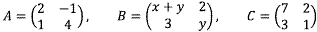 A = (2 -1
1 4), B = (x + y 2
3 y), C = (7 2
3 1)